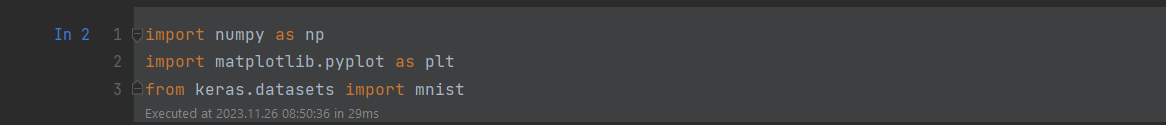 In 2 1 import numpy as np
2 import matplotlib.pyplot as plt
3 from keras.datasets import mnist
Executed at 2023.11.26 08:50:36 in 29ms